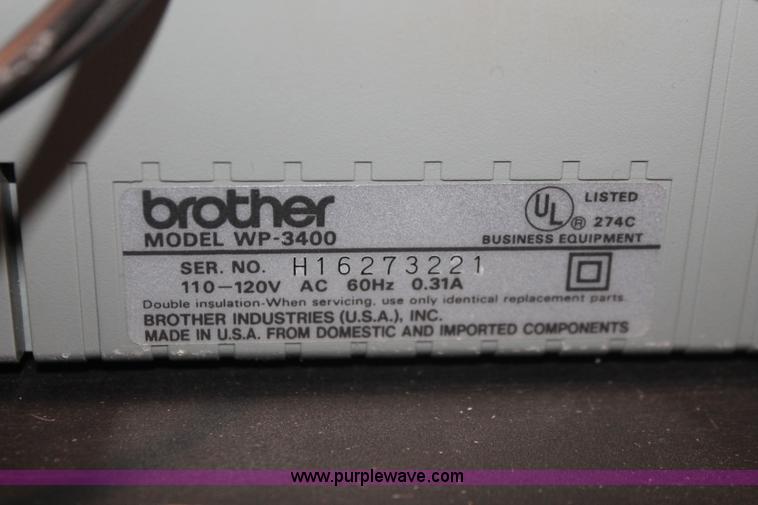 brother
MODEL WP-3400
UL ® LISTED
274C
BUSINESS EQUIPMENT
SER. NO. H16273221
110-120V AC 60Hz 0.31A
Double insulation-When servicing, use only identical replacement parts.
BROTHER INDUSTRIES (U.S.A.), INC.
MADE IN U.S.A. FROM DOMESTIC AND IMPORTED COMPONENTS
www.purplewave.com